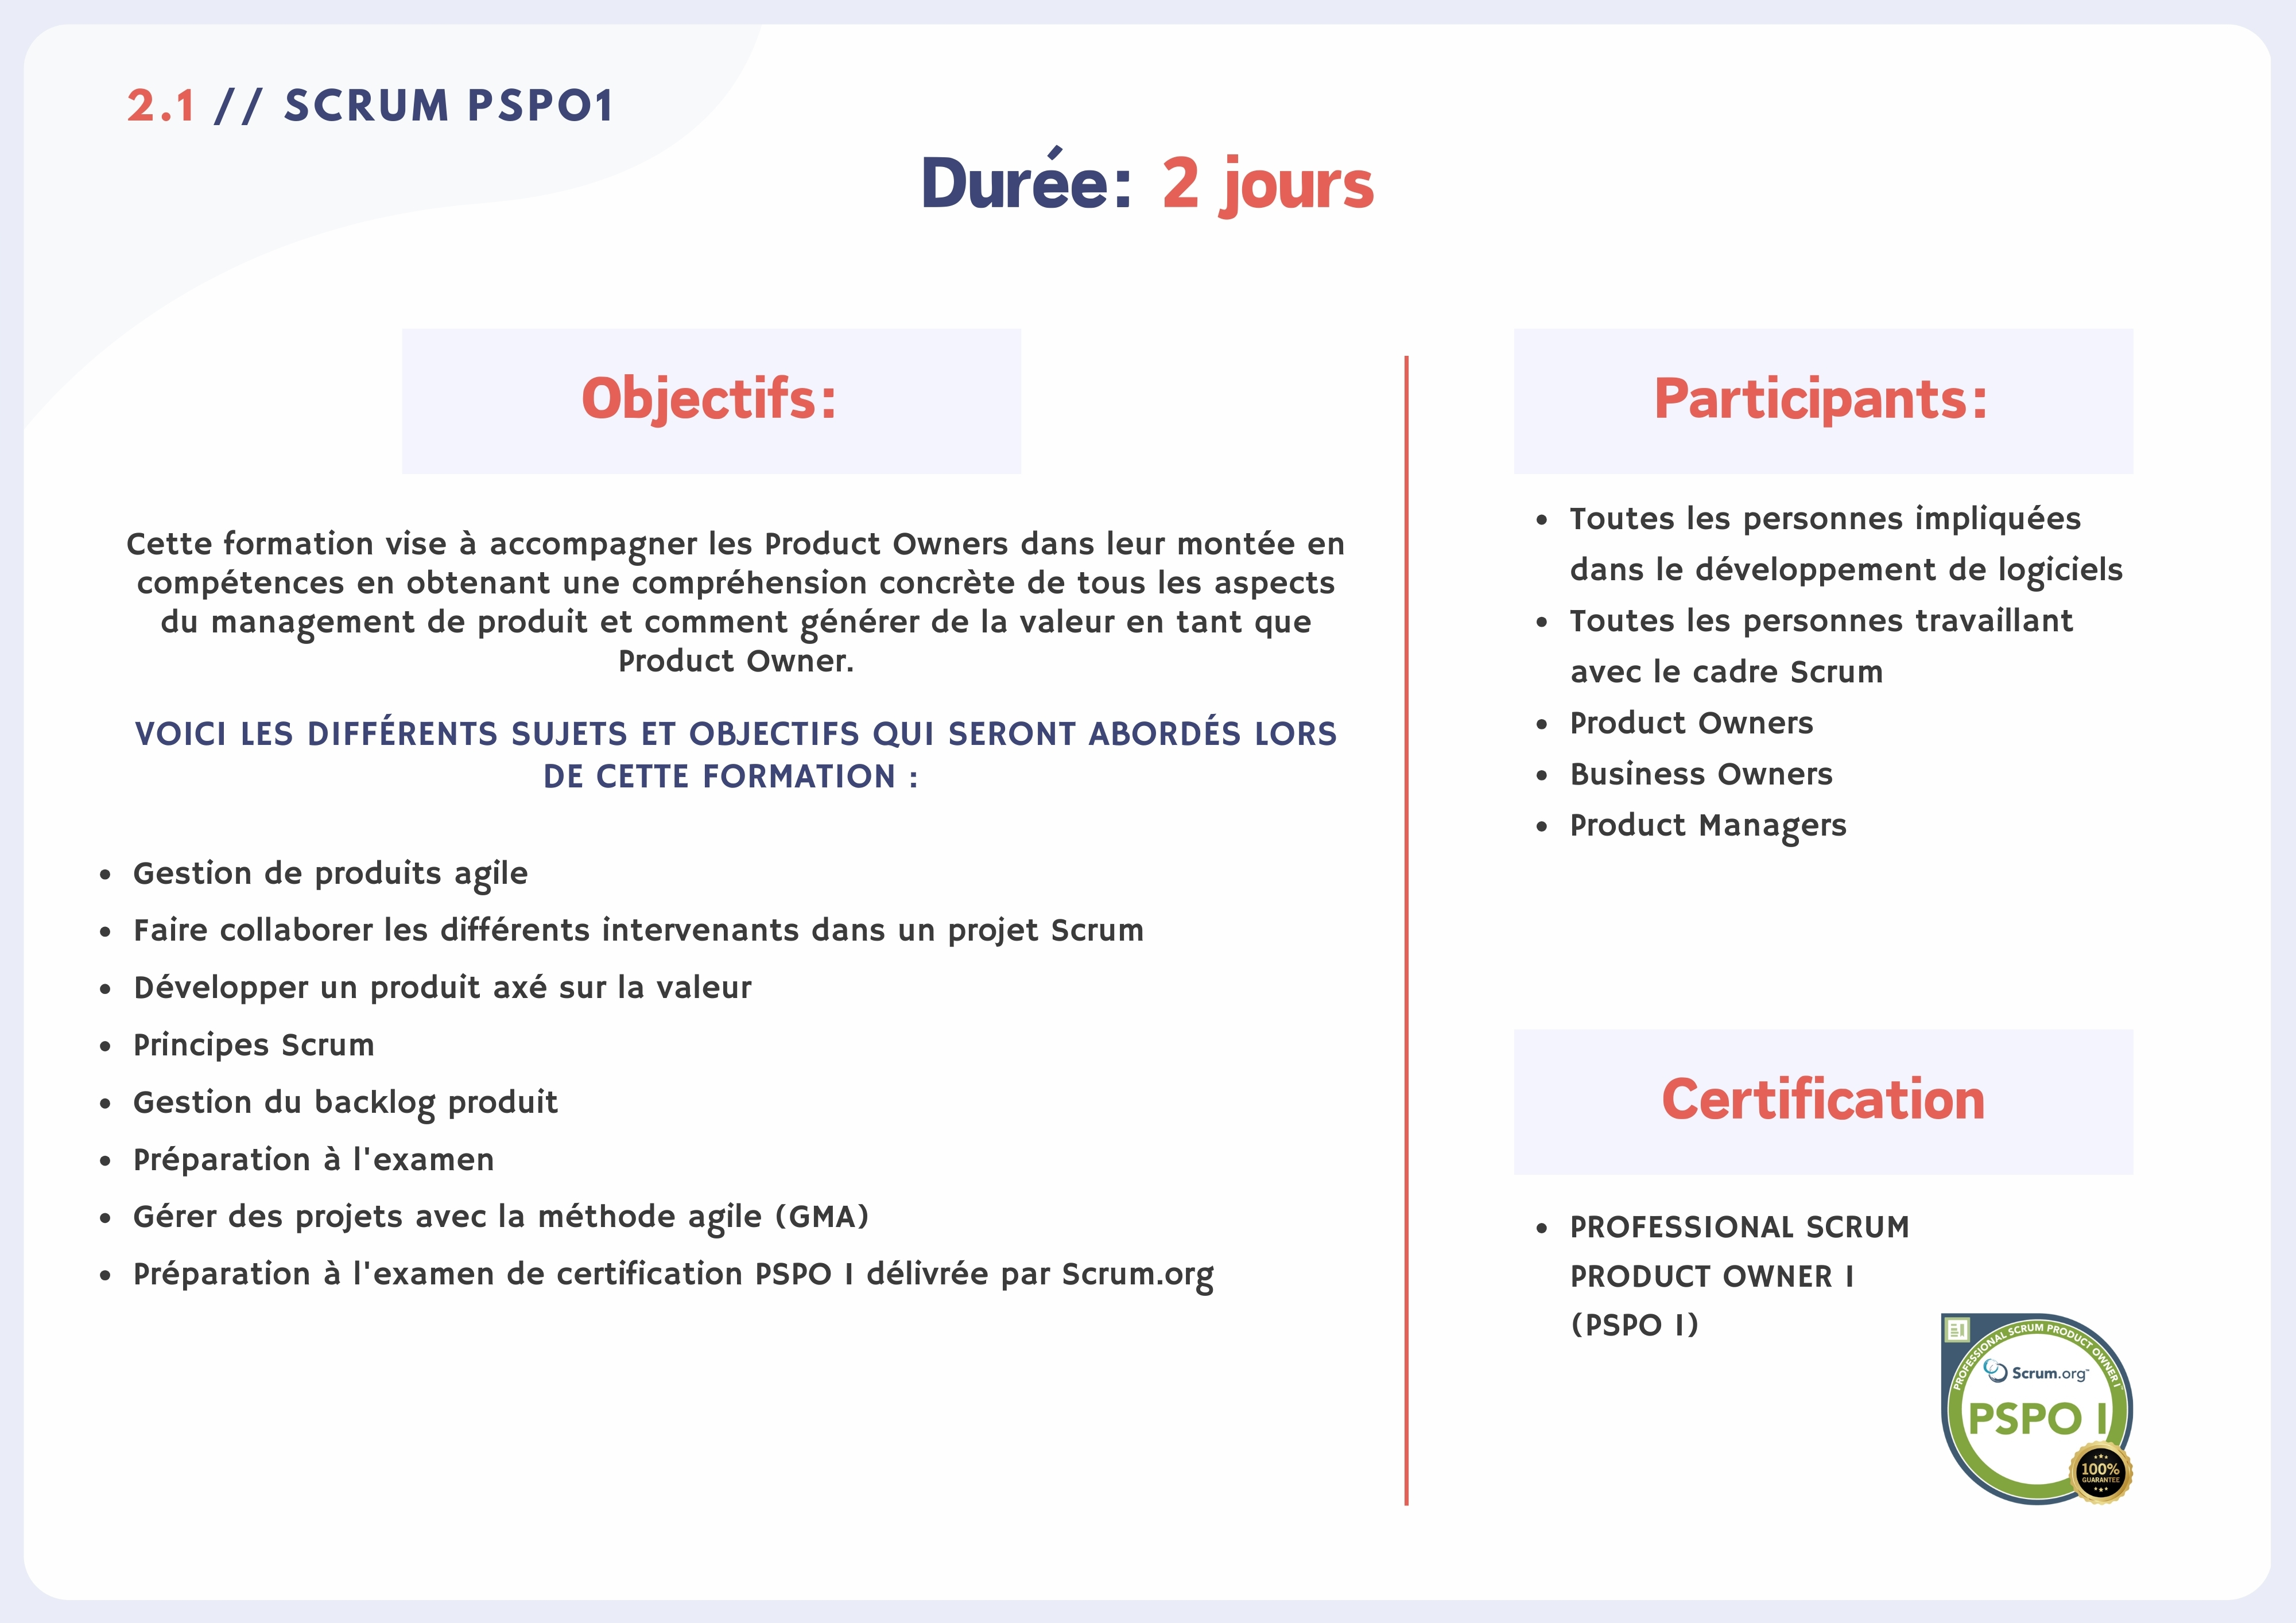 2.1 // SCRUM PSPO1
Durée: 2 jours
Objectifs:
Cette formation vise à accompagner les Product Owners dans leur montée en
compétences en obtenant une compréhension concrète de tous les aspects
du management de produit et comment générer de la valeur en tant que
Product Owner.
VOICI LES DIFFÉRENTS SUJETS ET OBJECTIFS QUI SERONT ABORDÉS LORS
DE CETTE FORMATION :
• Gestion de produits agile
• Faire collaborer les différents intervenants dans un projet Scrum
• Développer un produit axé sur la valeur
• Principes Scrum
• Gestion du backlog produit
• Préparation à l'examen
• Gérer des projets avec la méthode agile (GMA)
• Préparation à l'examen de certification PSPO I délivrée par Scrum.org
Participants:
• Toutes les personnes impliquées
dans le développement de logiciels
• Toutes les personnes travaillant
avec le cadre Scrum
• Product Owners
• Business Owners
• Product Managers
Certification
• PROFESSIONAL SCRUM
PRODUCT OWNER I
(PSPO I)
PROFESSIONAL SCRUM PRODUCT OWNER I
Scrum.org™
PSPO I
100%
GUARANTEE